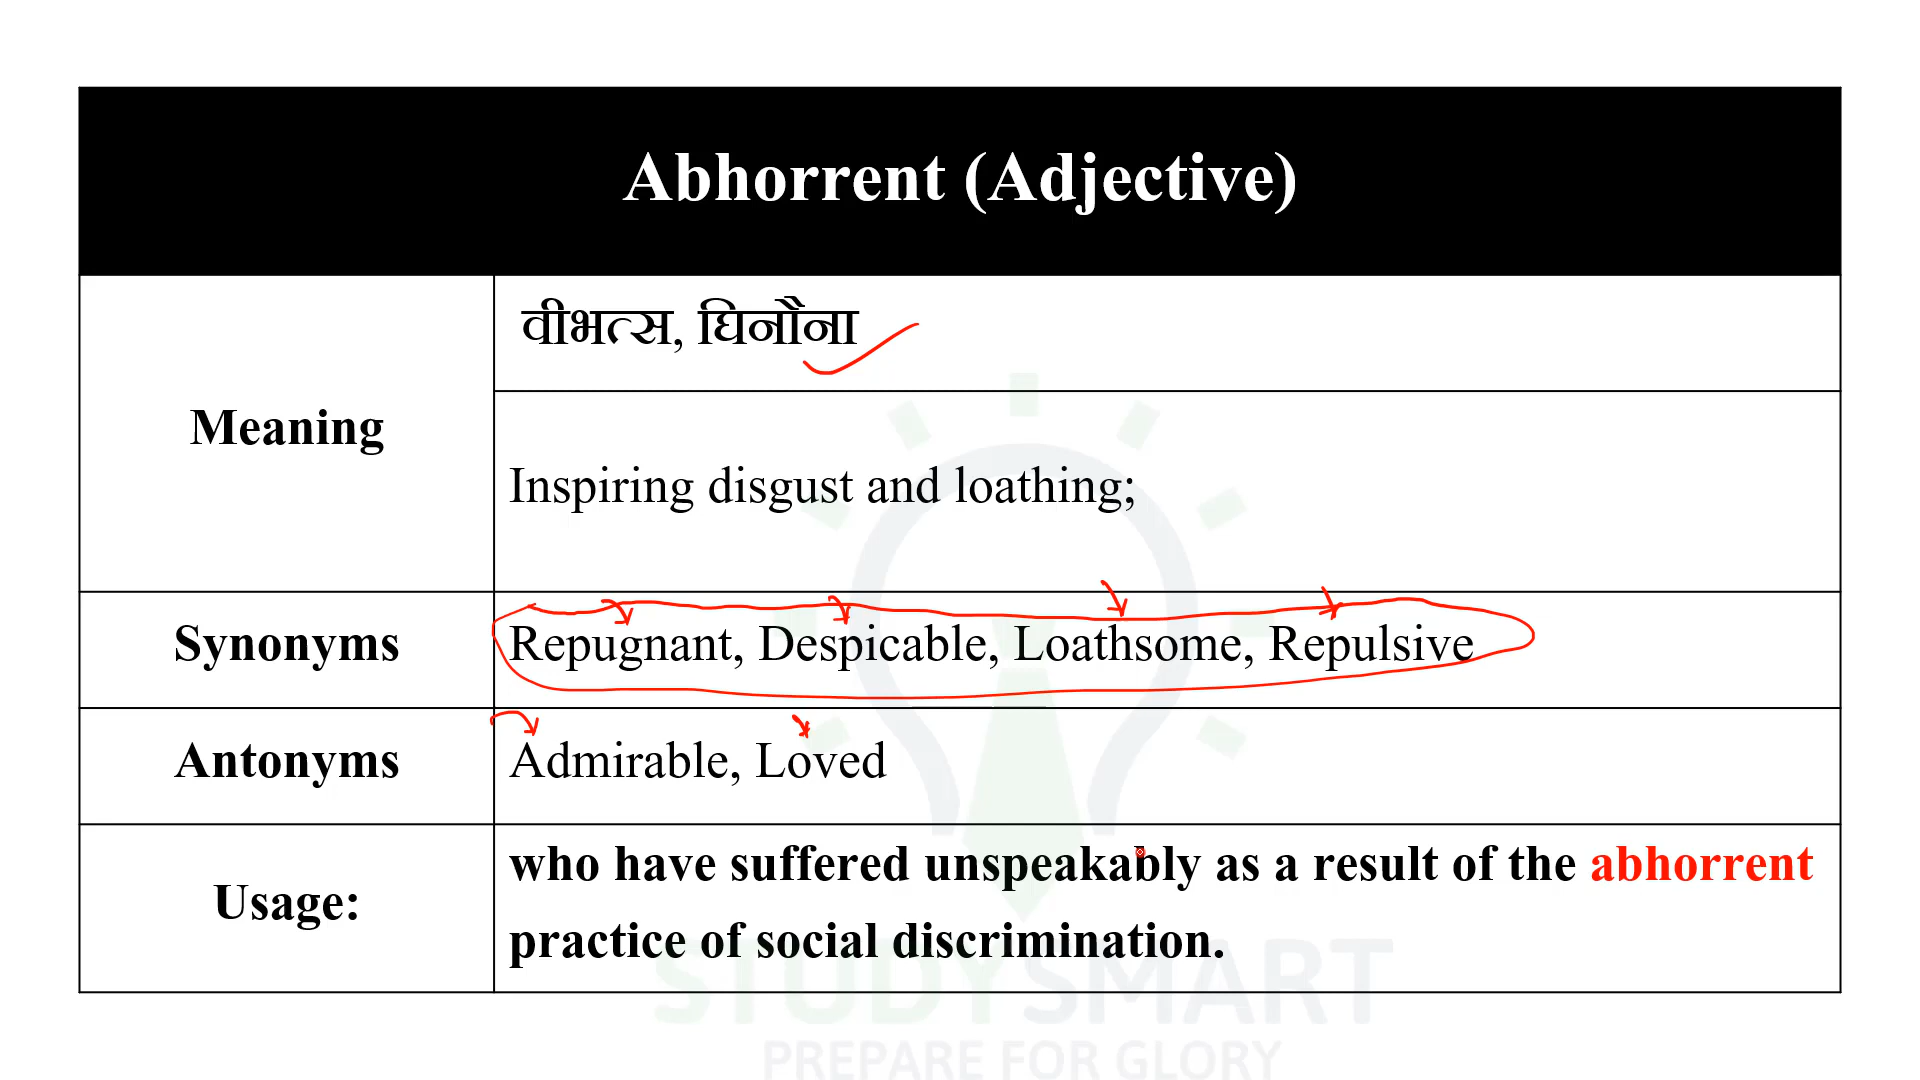 Abhorrent (Adjective)
Meaning
वीभत्स, घिनौना
Inspiring disgust and loathing;
Synonyms
Repugnant, Despicable, Loathsome, Repulsive
Antonyms
Admirable, Loved
Usage:
who have suffered unspeakably as a result of the abhorrent
practice of social discrimination.
STUDYSMART
PREPARE FOR GLORY